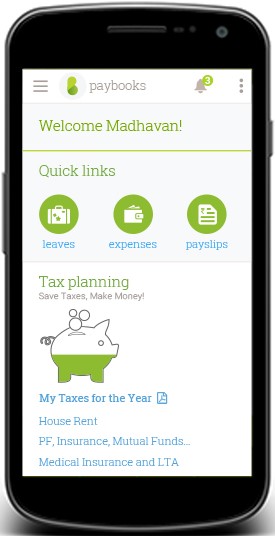 paybooks
3
Welcome Madhavan!
Quick links
leaves expenses payslips
Tax planning
Save Taxes, Make Money!
My Taxes for the Year
House Rent
PF, Insurance, Mutual Funds...
Medical Insurance and LTA